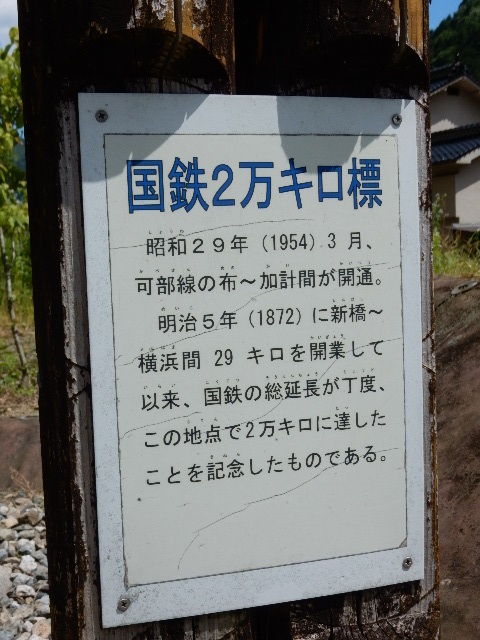 国鉄2万キロ標
昭和29年（1954）3月、
可部線の布～加計間が開通。
明治5年（1872）に新橋～
横浜間 29 キロを開業して
以来、国鉄の総延長が丁度、
この地点で2万キロに達した
ことを記念したものである。